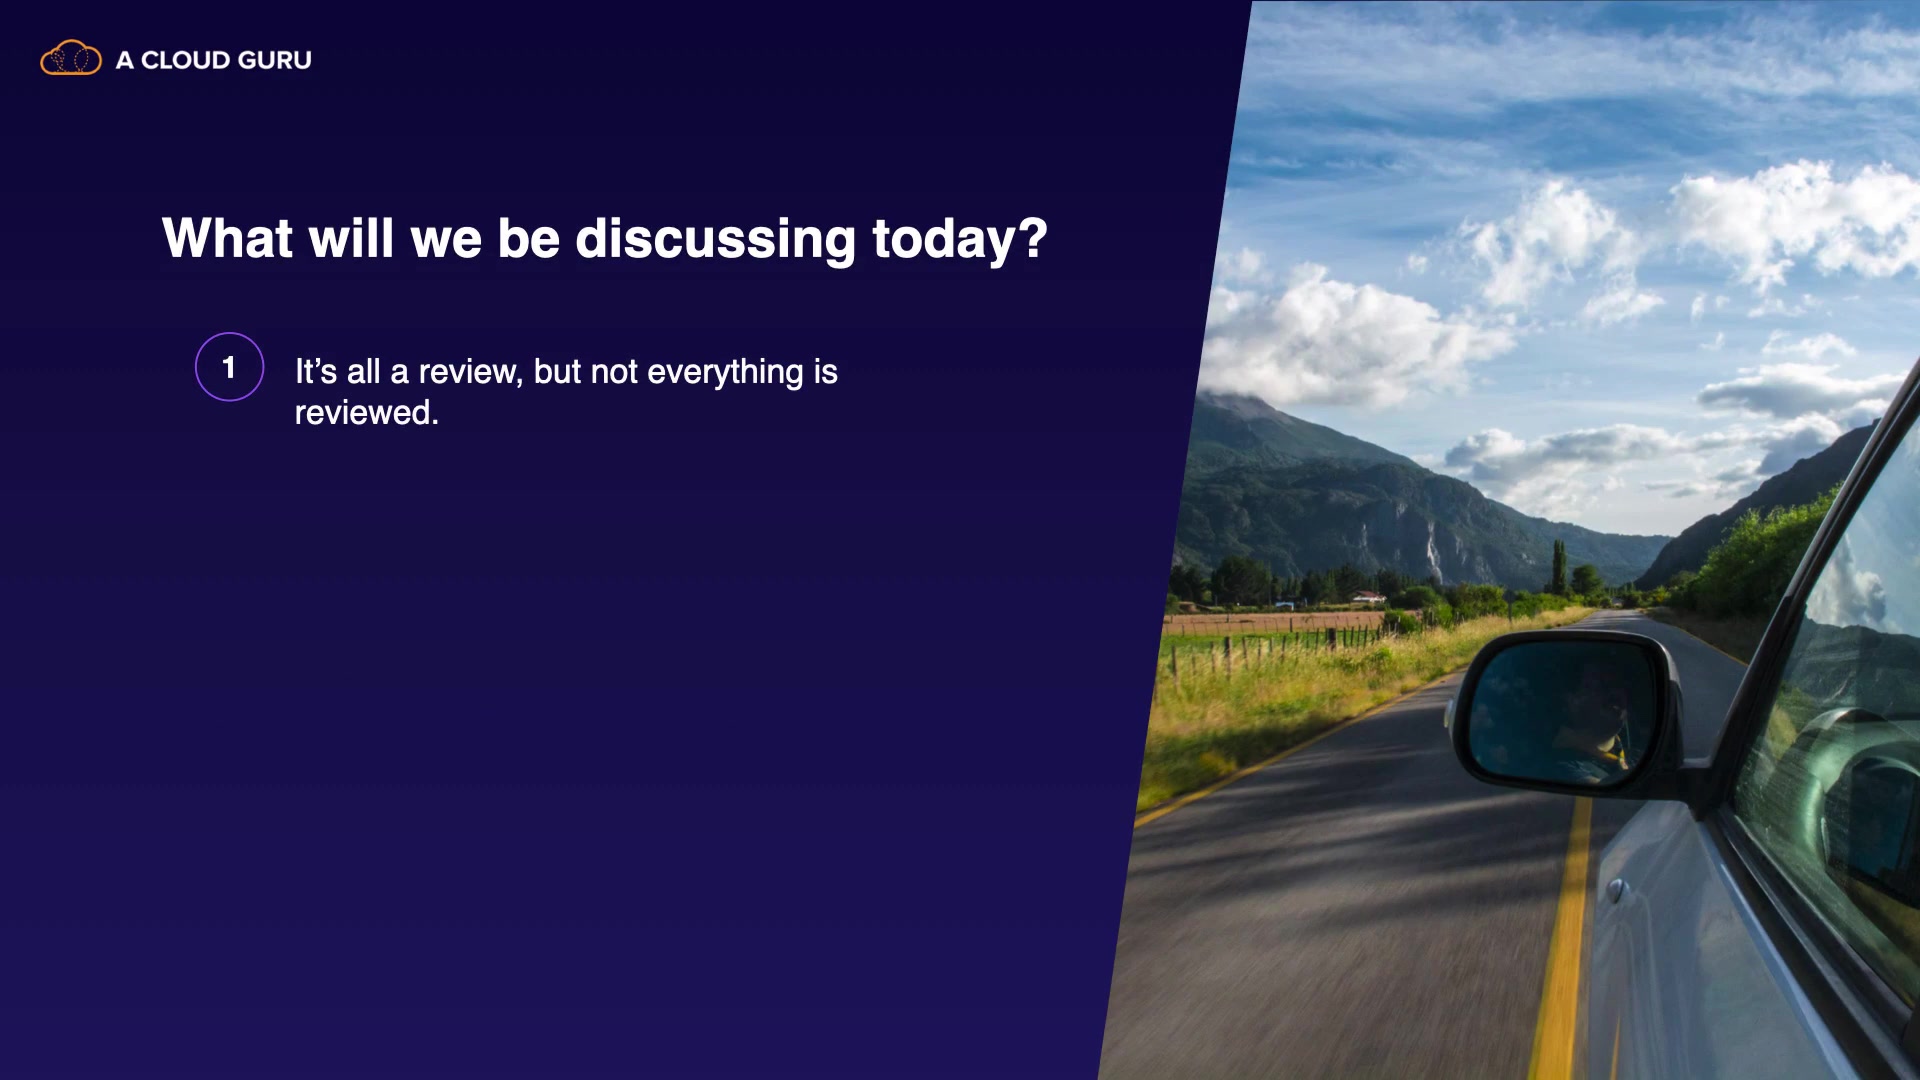 A CLOUD GURU
What will we be discussing today?
1
It’s all a review, but not everything is
reviewed.